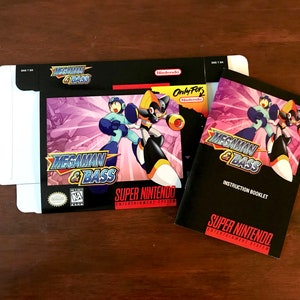 MEGAMAN
& BASS
Nintendo
Only For
MEGAMAN
& BASS
SUPER NINTENDO
ENTERTAINMENT SYSTEM
MEGAMAN
& BASS
INSTRUCTION BOOKLET
SUPER NINTENDO
ENTERTAINMENT SYSTEM